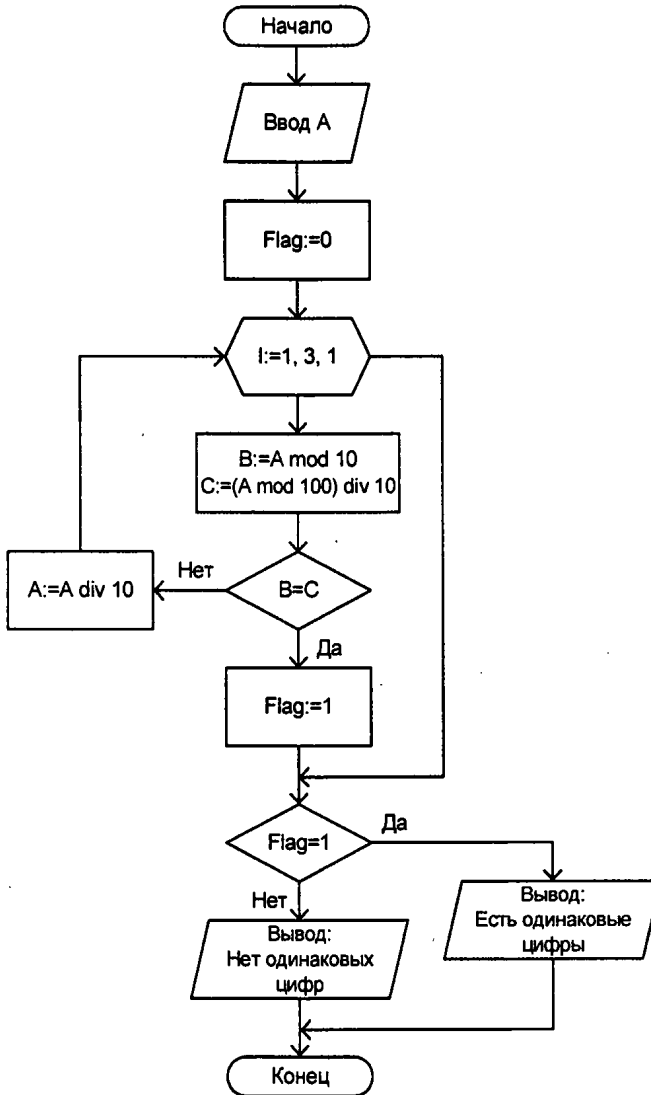 Начало
Ввод А
Flag:=0
I:=1, 3, 1
B:=A mod 10
C:=(A mod 100) div 10
Нет
A:=A div 10
B=C
Да
Flag:=1
Да
Flag=1
Нет
Вывод:
Есть одинаковые
цифры
Вывод:
Нет одинаковых
цифр
Конец